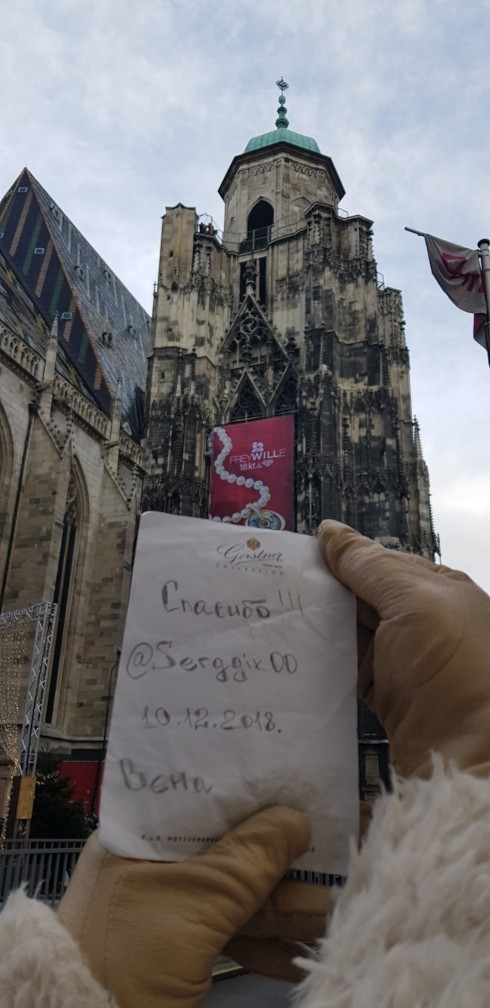 FREYWILLE
18kt
Gerstner
Спасибо!!!
@Serggik00
10.12.2018.
Вена